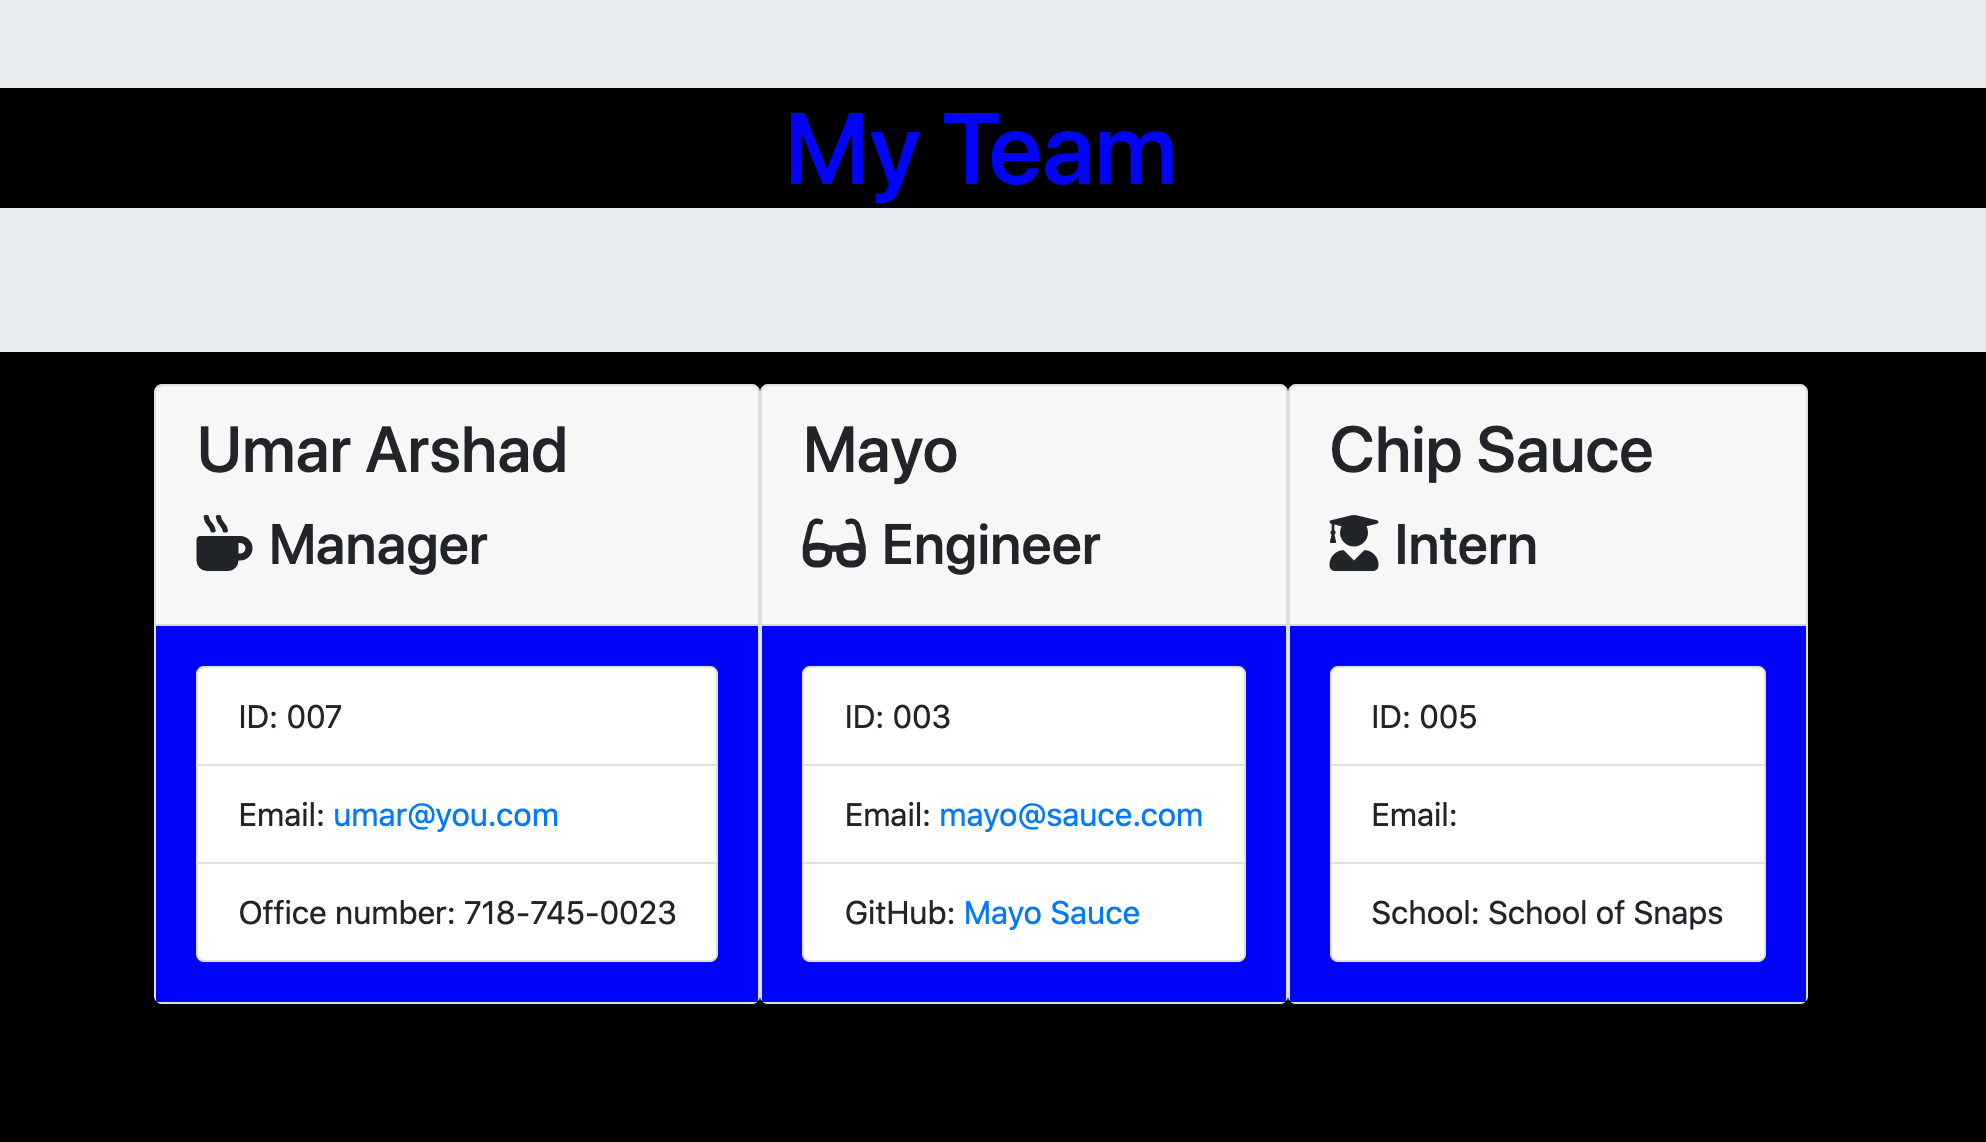 My Team
Umar Arshad
Manager
ID: 007
Email: umar@you.com
Office number: 718-745-0023
Mayo
Engineer
ID: 003
Email: mayo@sauce.com
GitHub: Mayo Sauce
Chip Sauce
Intern
ID: 005
Email:
School: School of Snaps